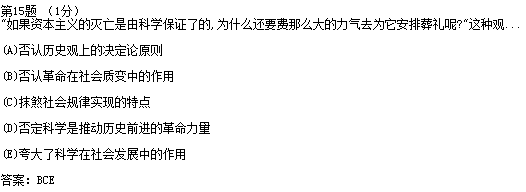 第15题 （1分）
“如果资本主义的灭亡是由科学保证了的,为什么还要费那么大的力气去为它安排葬礼呢?”这种观...
(A)否认历史观上的决定论原则
(B)否认革命在社会质变中的作用
(C)抹煞社会规律实现的特点
(D)否定科学是推动历史前进的革命力量
(E)夸大了科学在社会发展中的作用
答案：BCE